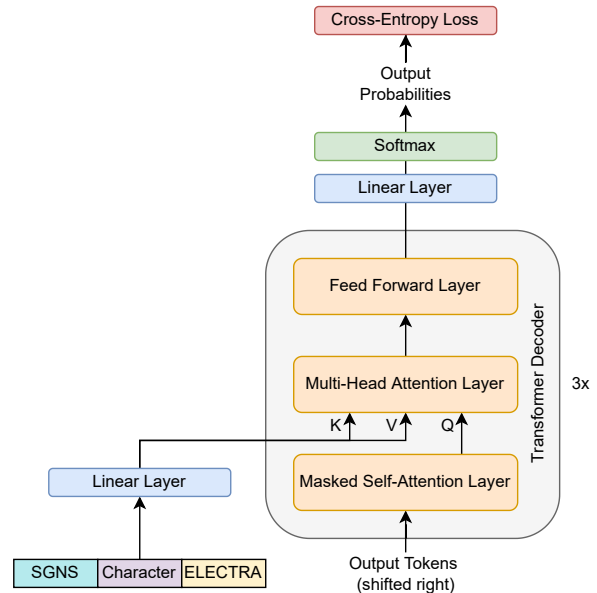 Cross-Entropy Loss
Output
Probabilities
Softmax
Linear Layer
Feed Forward Layer
Multi-Head Attention Layer
K
V
Q
Masked Self-Attention Layer
Transformer Decoder
3x
Linear Layer
SGNS
Character
ELECTRA
Output Tokens
(shifted right)